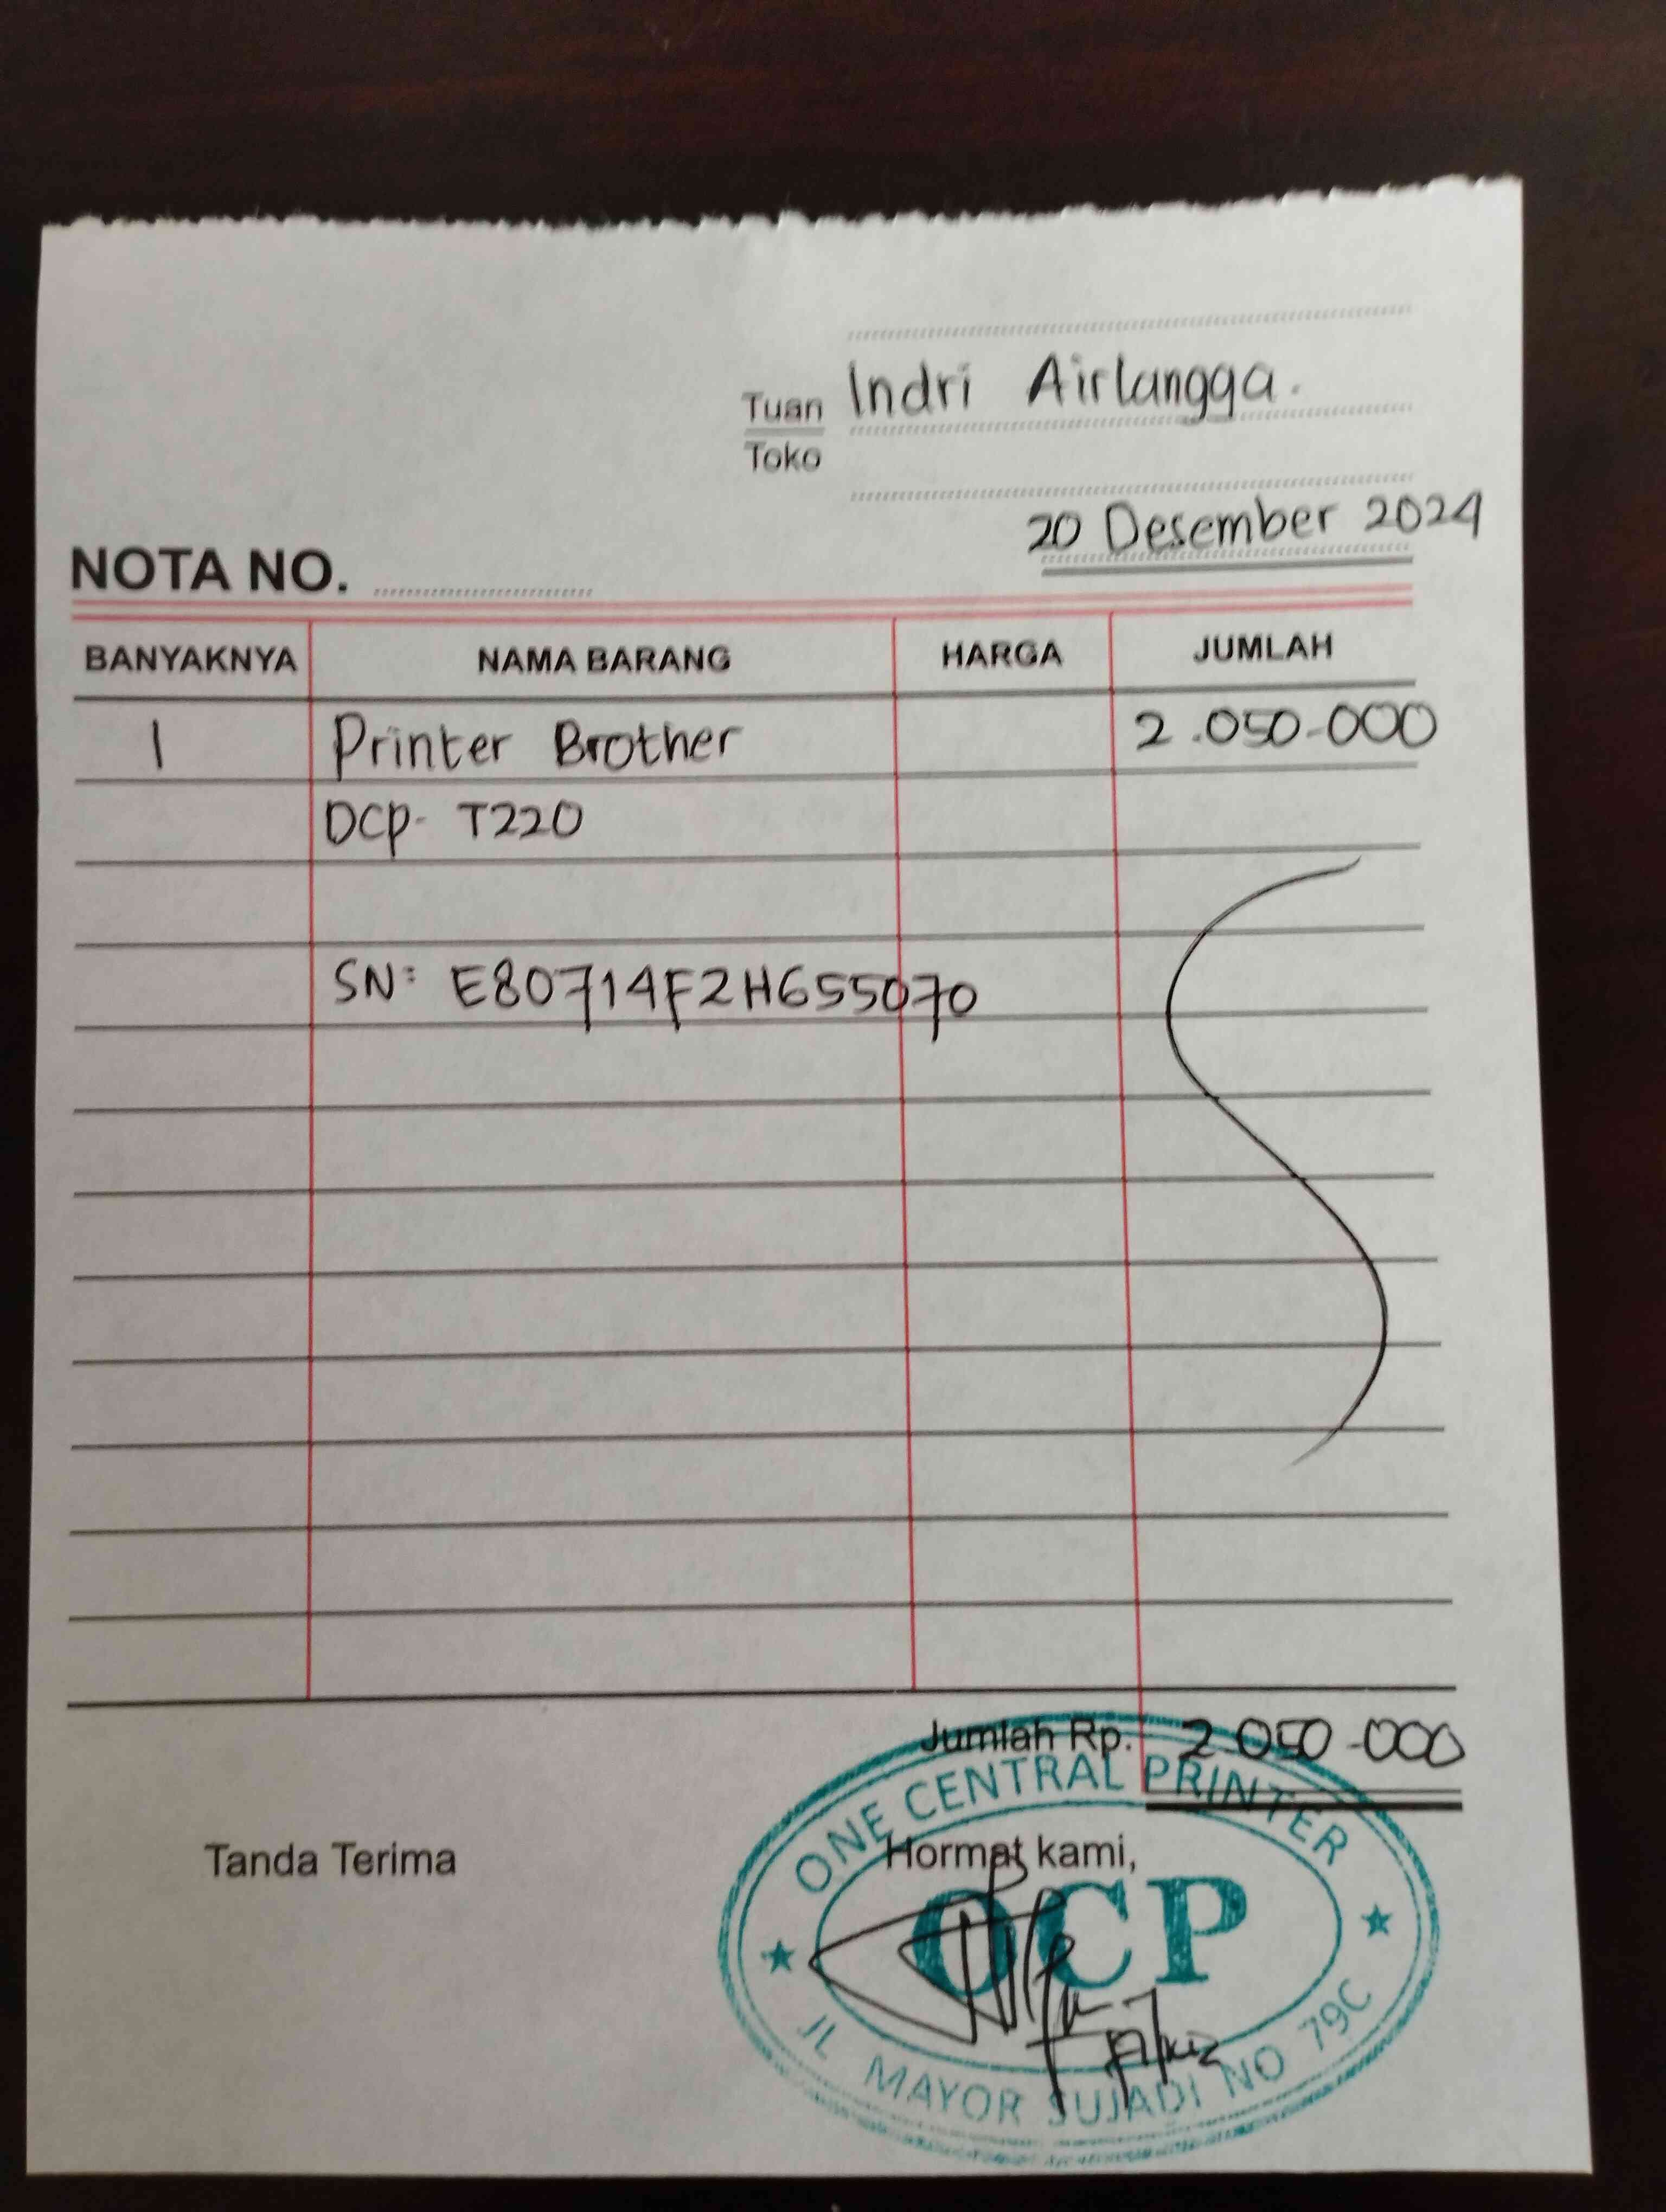 Tuan Indri Airlangga.
Toko
20 Desember 2024
NOTA NO.
BANYAKNYA NAMA BARANG HARGA JUMLAH
1 Printer Brother 2.050.000
DCP- T220
SN: E80714F2H655070
Jumlah Rp. 2.050.000
Tanda Terima Hormat kami,
ONE CENTRAL PRINTER
OCP
JL MAYOR SUJADI NO 79C